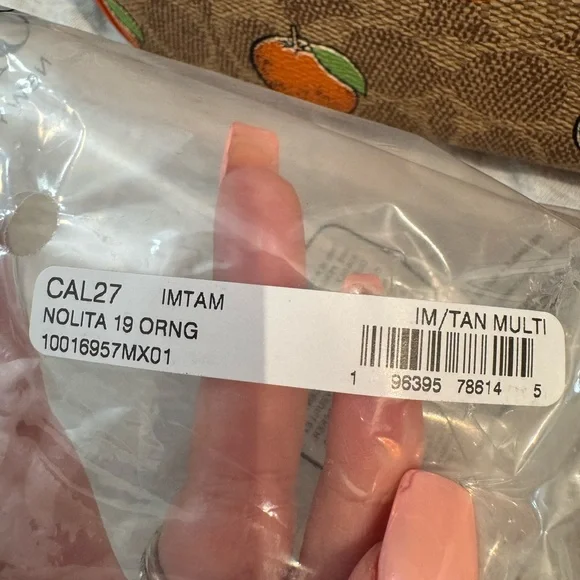 CAL27 IMTAM
NOLITA 19 ORNG
10016957MX01
IM/TAN MULTI
1 96395 78614 5